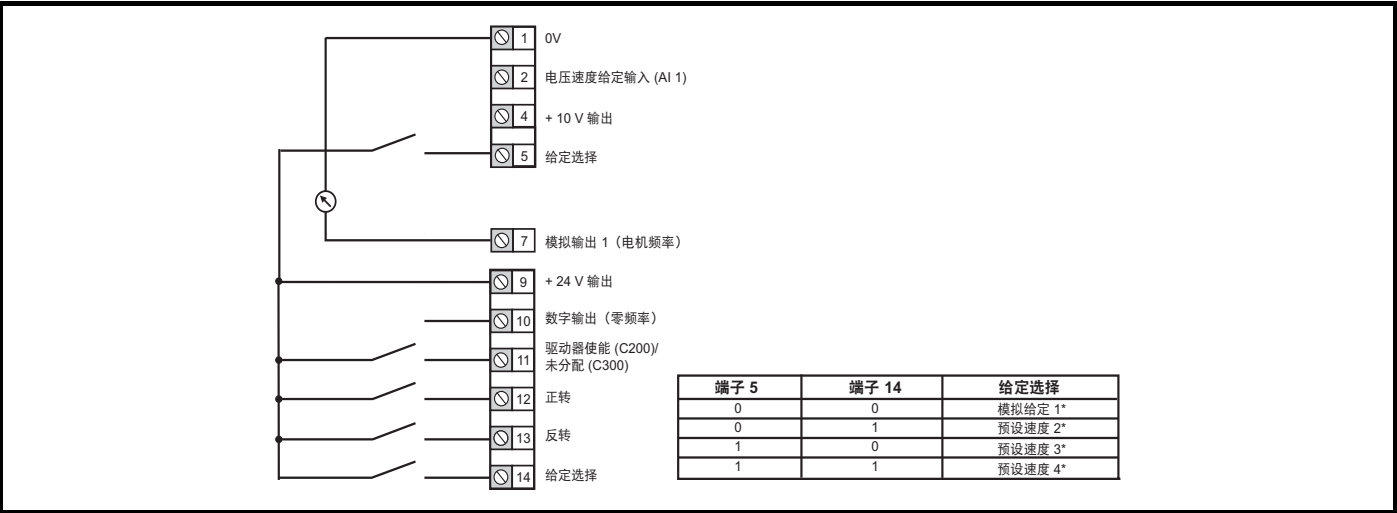 1 0V
2 电压速度给定输入 (AI 1)
4 + 10 V 输出
5 给定选择
7 模拟输出 1（电机频率）
9 + 24 V 输出
10 数字输出（零频率）
11 驱动器使能 (C200)/
未分配 (C300)
12 正转
13 反转
14 给定选择
端子 5 端子 14 给定选择
0 0 模拟给定 1*
0 1 预设速度 2*
1 0 预设速度 3*
1 1 预设速度 4*